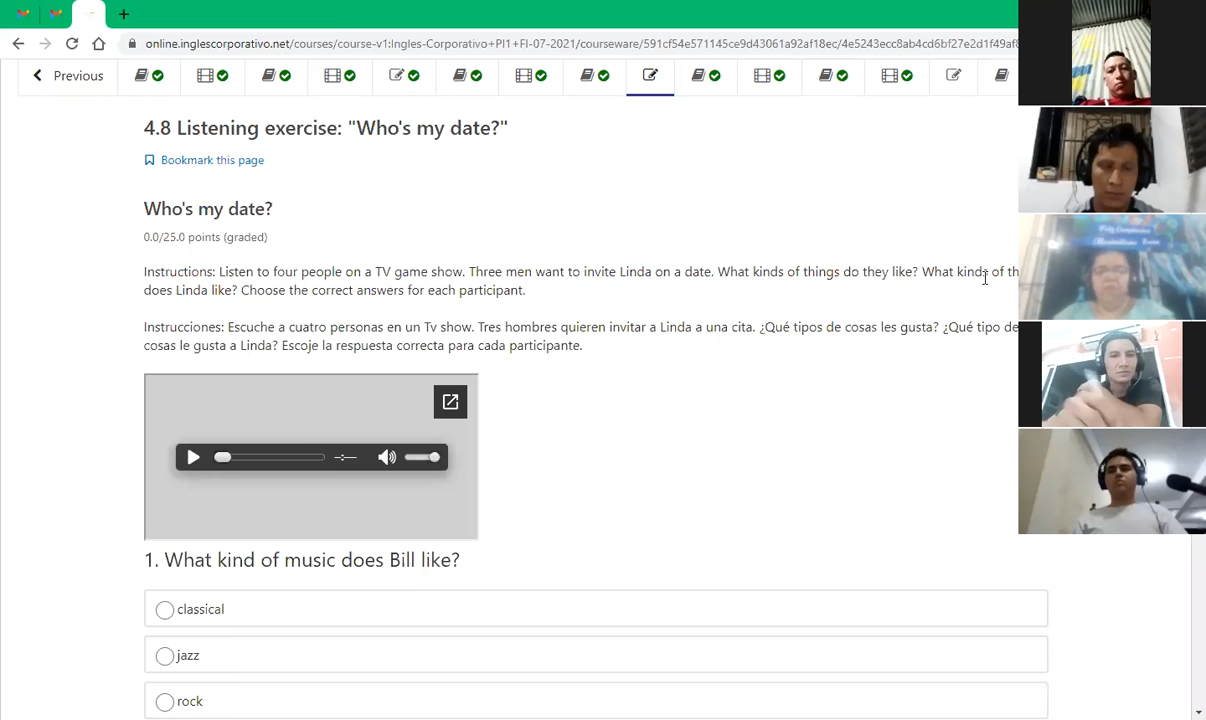 online.inglescorporativo.net/courses/course-v1:Ingles-Corporativo+PI1+FI-07-2021/courseware/591cf54e571145ce9d43061a92af18ec/4e5243ecc8ab4cd6bf27e2d1f49af8
Previous
4.8 Listening exercise: "Who's my date?"
Bookmark this page
Who's my date?
0.0/25.0 points (graded)
Instructions: Listen to four people on a TV game show. Three men want to invite Linda on a date. What kinds of things do they like? What kinds of th
does Linda like? Choose the correct answers for each participant.
Instrucciones: Escuche a cuatro personas en un Tv show. Tres hombres quieren invitar a Linda a una cita. ¿Qué tipos de cosas les gusta? ¿Qué tipo de
cosas le gusta a Linda? Escoje la respuesta correcta para cada participante.
-:--
1. What kind of music does Bill like?
classical
jazz
rock